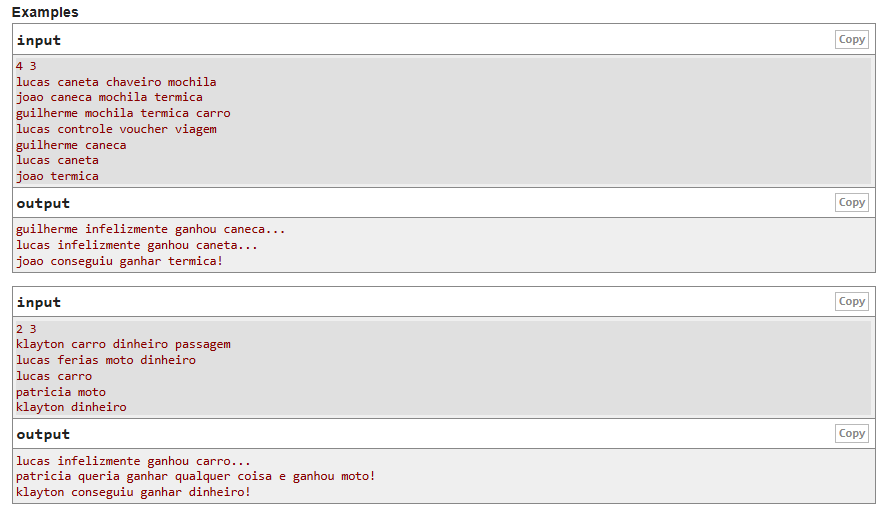 Examples
input
Copy
4 3
lucas caneta chaveiro mochila
joao caneca mochila termica
guilherme mochila termica carro
lucas controle voucher viagem
guilherme caneca
lucas caneta
joao termica
output
Copy
guilherme infelizmente ganhou caneca...
lucas infelizmente ganhou caneta...
joao conseguiu ganhar termica!
input
Copy
2 3
klayton carro dinheiro passagem
lucas ferias moto dinheiro
lucas carro
patricia moto
klayton dinheiro
output
Copy
lucas infelizmente ganhou carro...
patricia queria ganhar qualquer coisa e ganhou moto!
klayton conseguiu ganhar dinheiro!